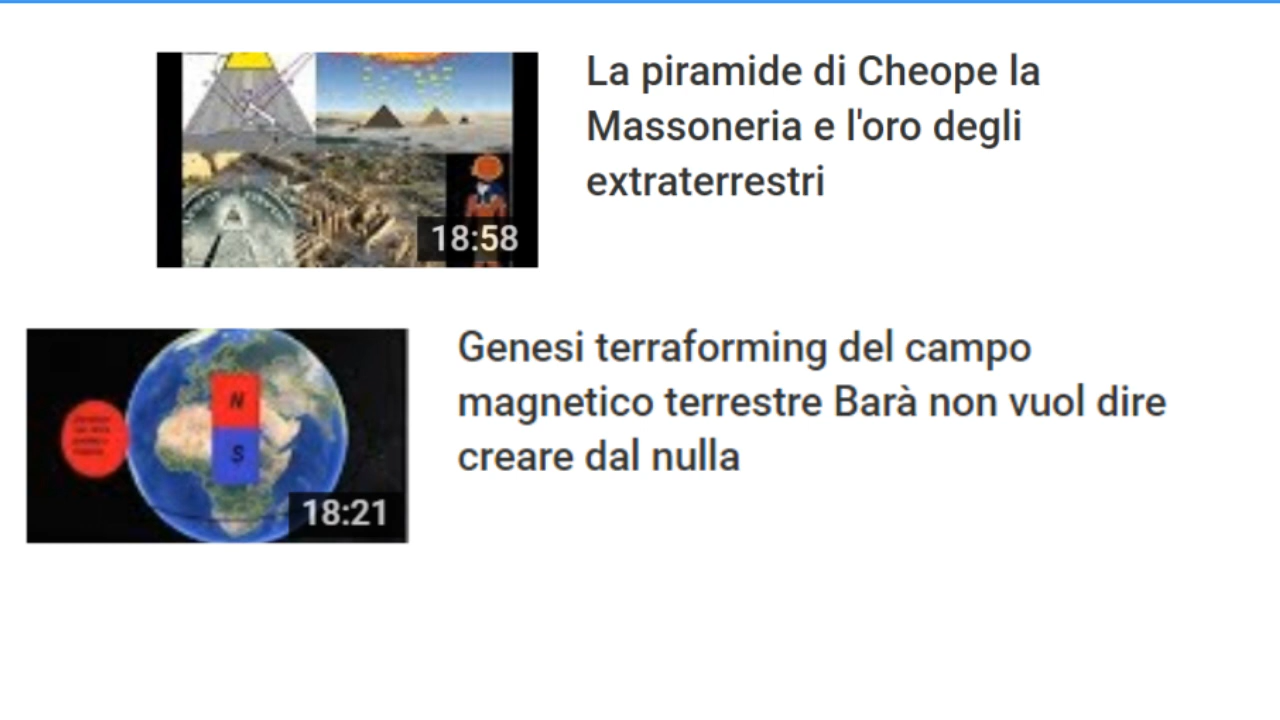 La piramide di Cheope la
Massoneria e l'oro degli
extraterrestri
18:58
Genesi terraforming del campo
magnetico terrestre Barà non vuol dire
creare dal nulla
N
S
18:21